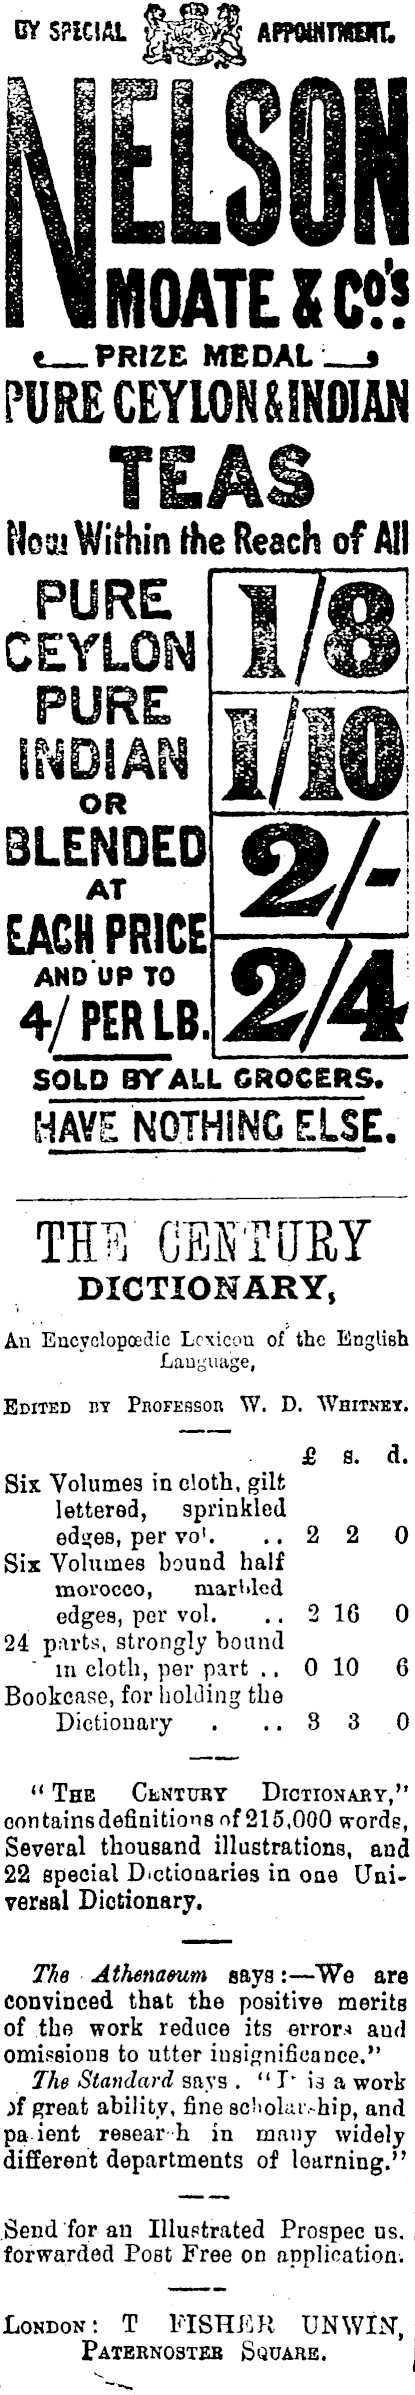 BY SPECIAL APPOINTMENT.
NELSON
MOATE & CO'S.
PRIZE MEDAL
PURE CEYLON & INDIAN
TEAS
Now Within the Reach of All
PURE
CEYLON
1/8
PURE
INDIAN
1/10
OR
BLENDED
AT
2/-
EACH PRICE
AND UP TO
4/ PER LB.
2/4
SOLD BY ALL GROCERS.
HAVE NOTHING ELSE.
THE CENTURY
DICTIONARY,
An Encyclopœdic Lexicon of the English
Language,
EDITED BY PROFESSOR W. D. WHITNEY.
£ s. d.
Six Volumes in cloth, gilt
lettered, sprinkled
edges, per vol. .. 2 2 0
Six Volumes bound half
morocco, marbled
edges, per vol. .. 2 16 0
24 parts, strongly bound
in cloth, per part .. 0 10 6
Bookcase, for holding the
Dictionary . .. 3 3 0
"THE CENTURY DICTIONARY,"
contains definitions of 215,000 words,
Several thousand illustrations, and
22 special Dictionaries in one Uni-
versal Dictionary.
The Athenaeum says:—We are
convinced that the positive merits
of the work reduce its errors and
omissions to utter insignificance."
The Standard says . "It is a work
of great ability, fine scholarship, and
patient research in many widely
different departments of learning."
Send for an Illustrated Prospectus.
forwarded Post Free on application.
LONDON: T FISHER UNWIN,
PATERNOSTER SQUARE.